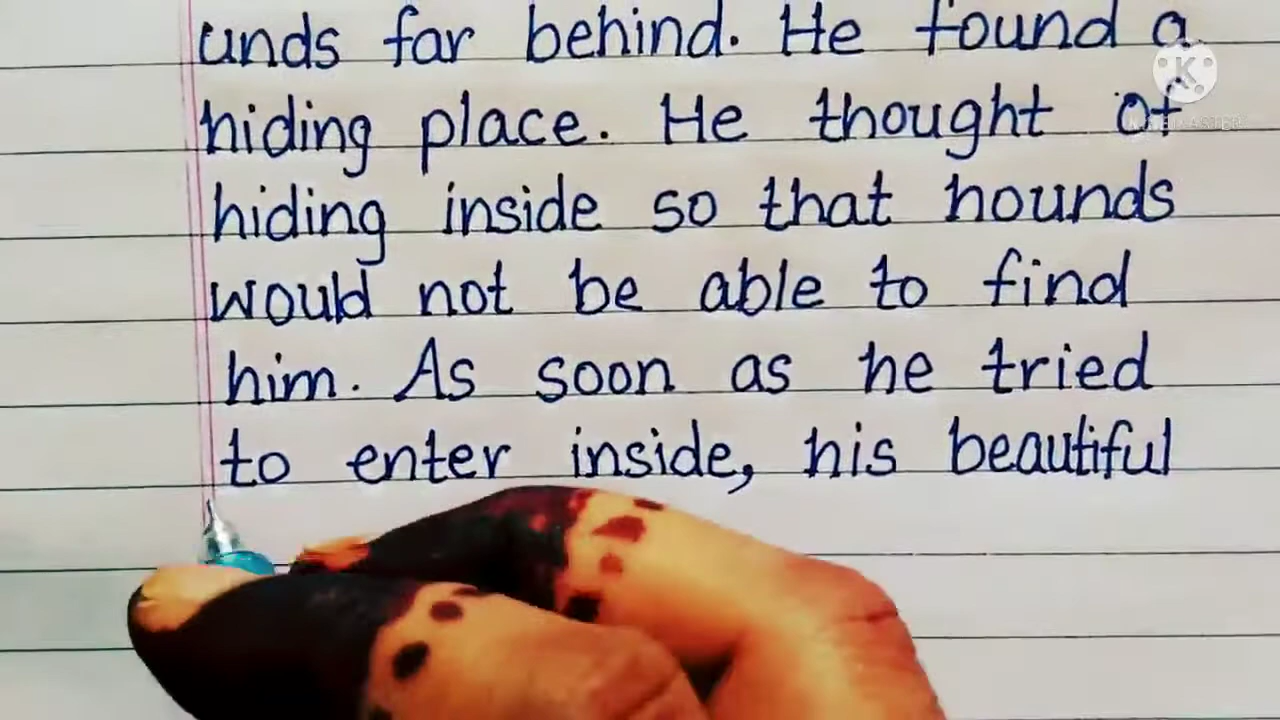 unds far behind. He found a
hiding place. He thought of
hiding inside so that hounds
would not be able to find
him. As soon as he tried
to enter inside, his beautiful